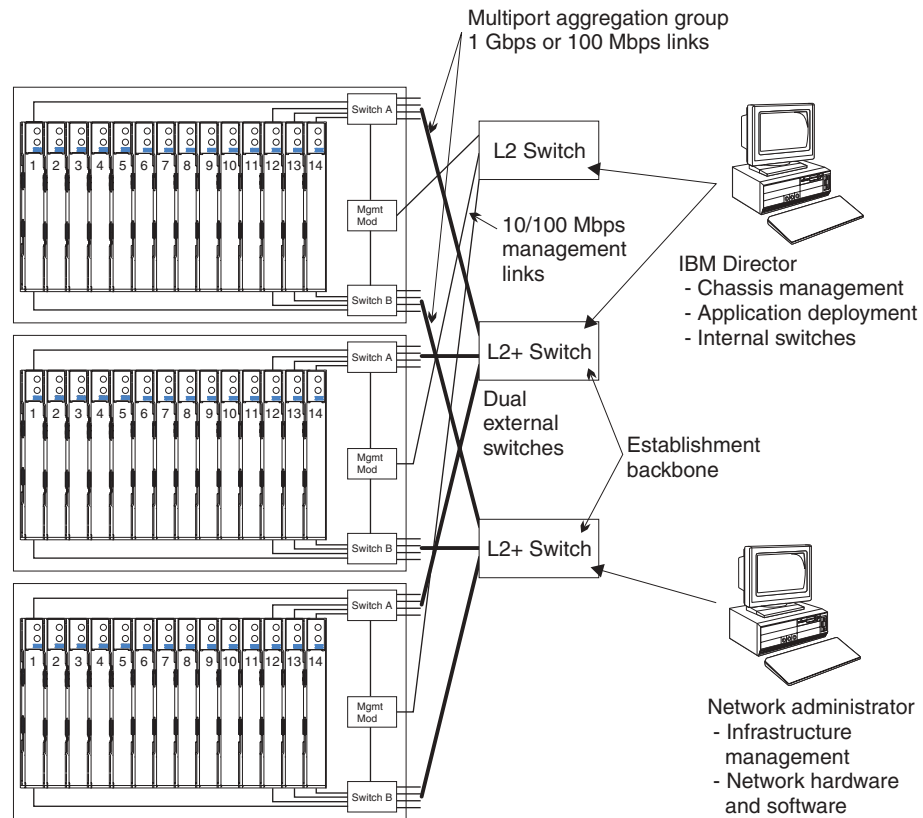 Multiport aggregation group
1 Gbps or 100 Mbps links
Switch A
1 2 3 4 5 6 7 8 9 10 11 12 13 14
Mgmt
Mod
Switch B
L2 Switch
10/100 Mbps
management
links
IBM Director
- Chassis management
- Application deployment
- Internal switches
Switch A
1 2 3 4 5 6 7 8 9 10 11 12 13 14
Mgmt
Mod
Switch B
L2+ Switch
Dual
external
switches
Establishment
backbone
L2+ Switch
Switch A
1 2 3 4 5 6 7 8 9 10 11 12 13 14
Mgmt
Mod
Switch B
Network administrator
- Infrastructure
management
- Network hardware
and software